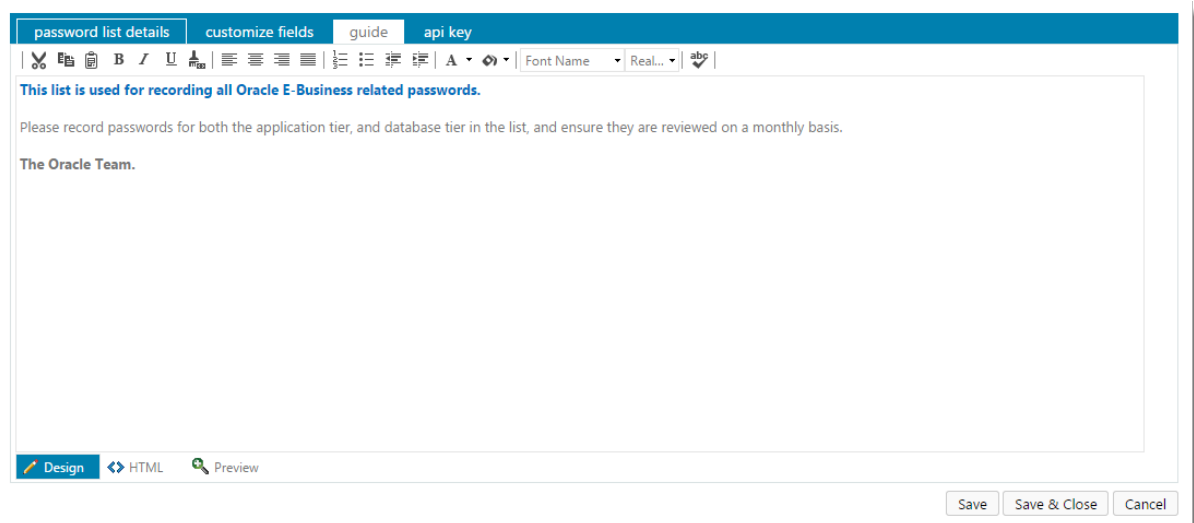 password list details customize fields guide api key
B I U A Font Name Real... abc
This list is used for recording all Oracle E-Business related passwords.
Please record passwords for both the application tier, and database tier in the list, and ensure they are reviewed on a monthly basis.
The Oracle Team.
Design HTML Preview
Save Save & Close Cancel